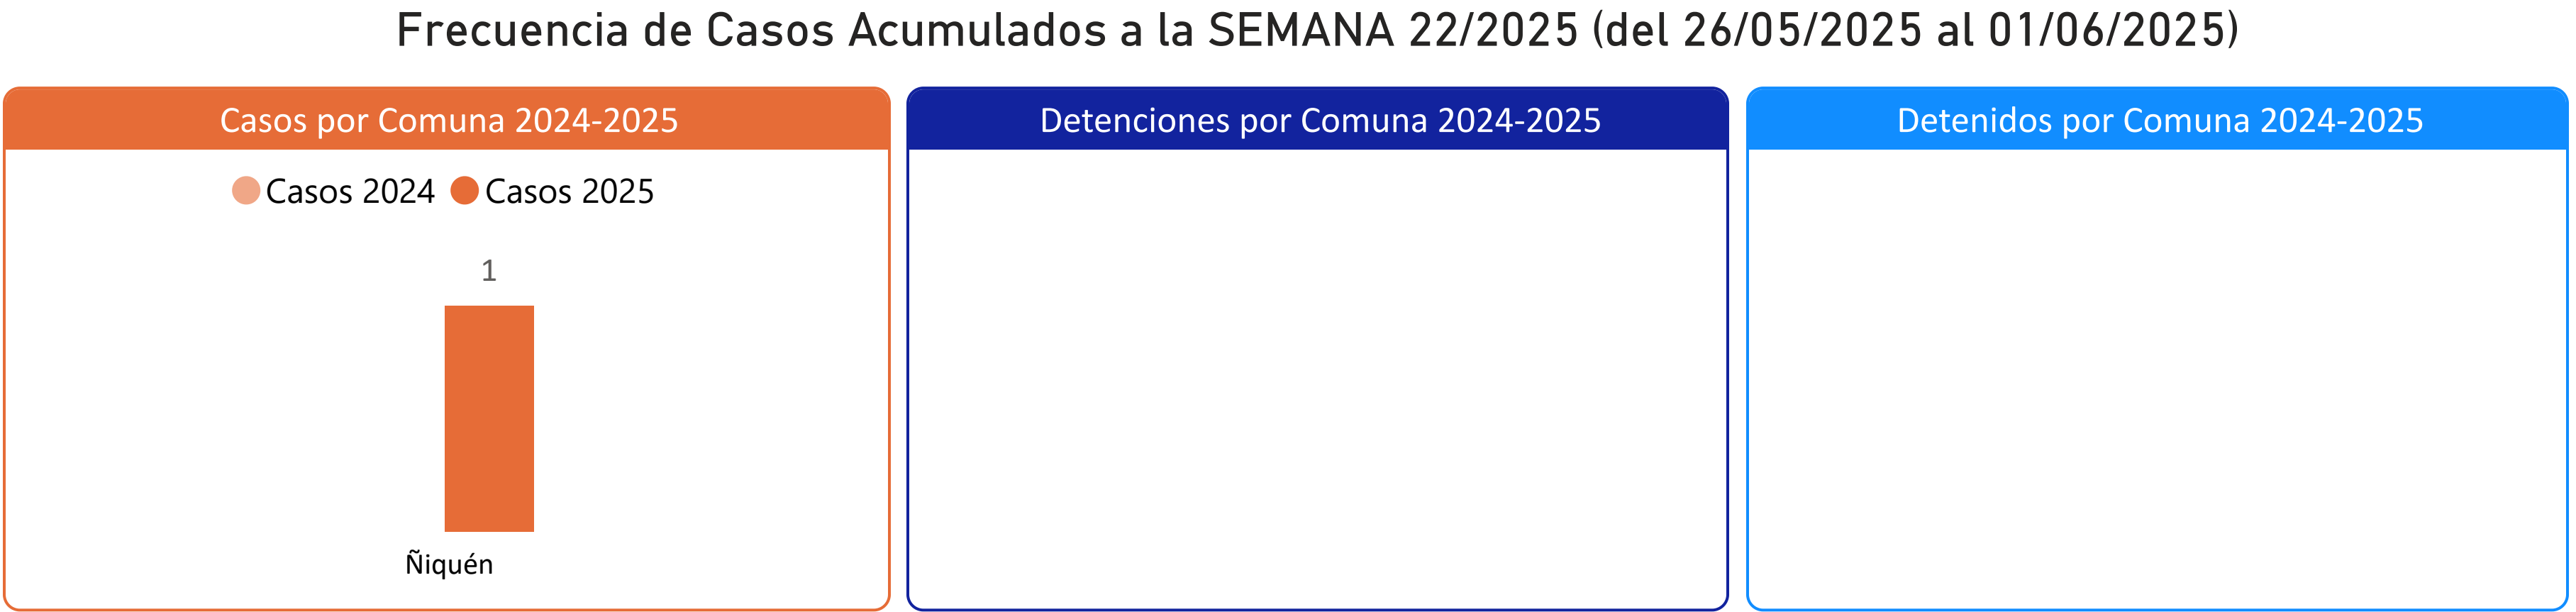 Frecuencia de Casos Acumulados a la SEMANA 22/2025 (del 26/05/2025 al 01/06/2025)
Casos por Comuna 2024-2025
Casos 2024 Casos 2025
1
Ñiquén
Detenciones por Comuna 2024-2025
Detenidos por Comuna 2024-2025